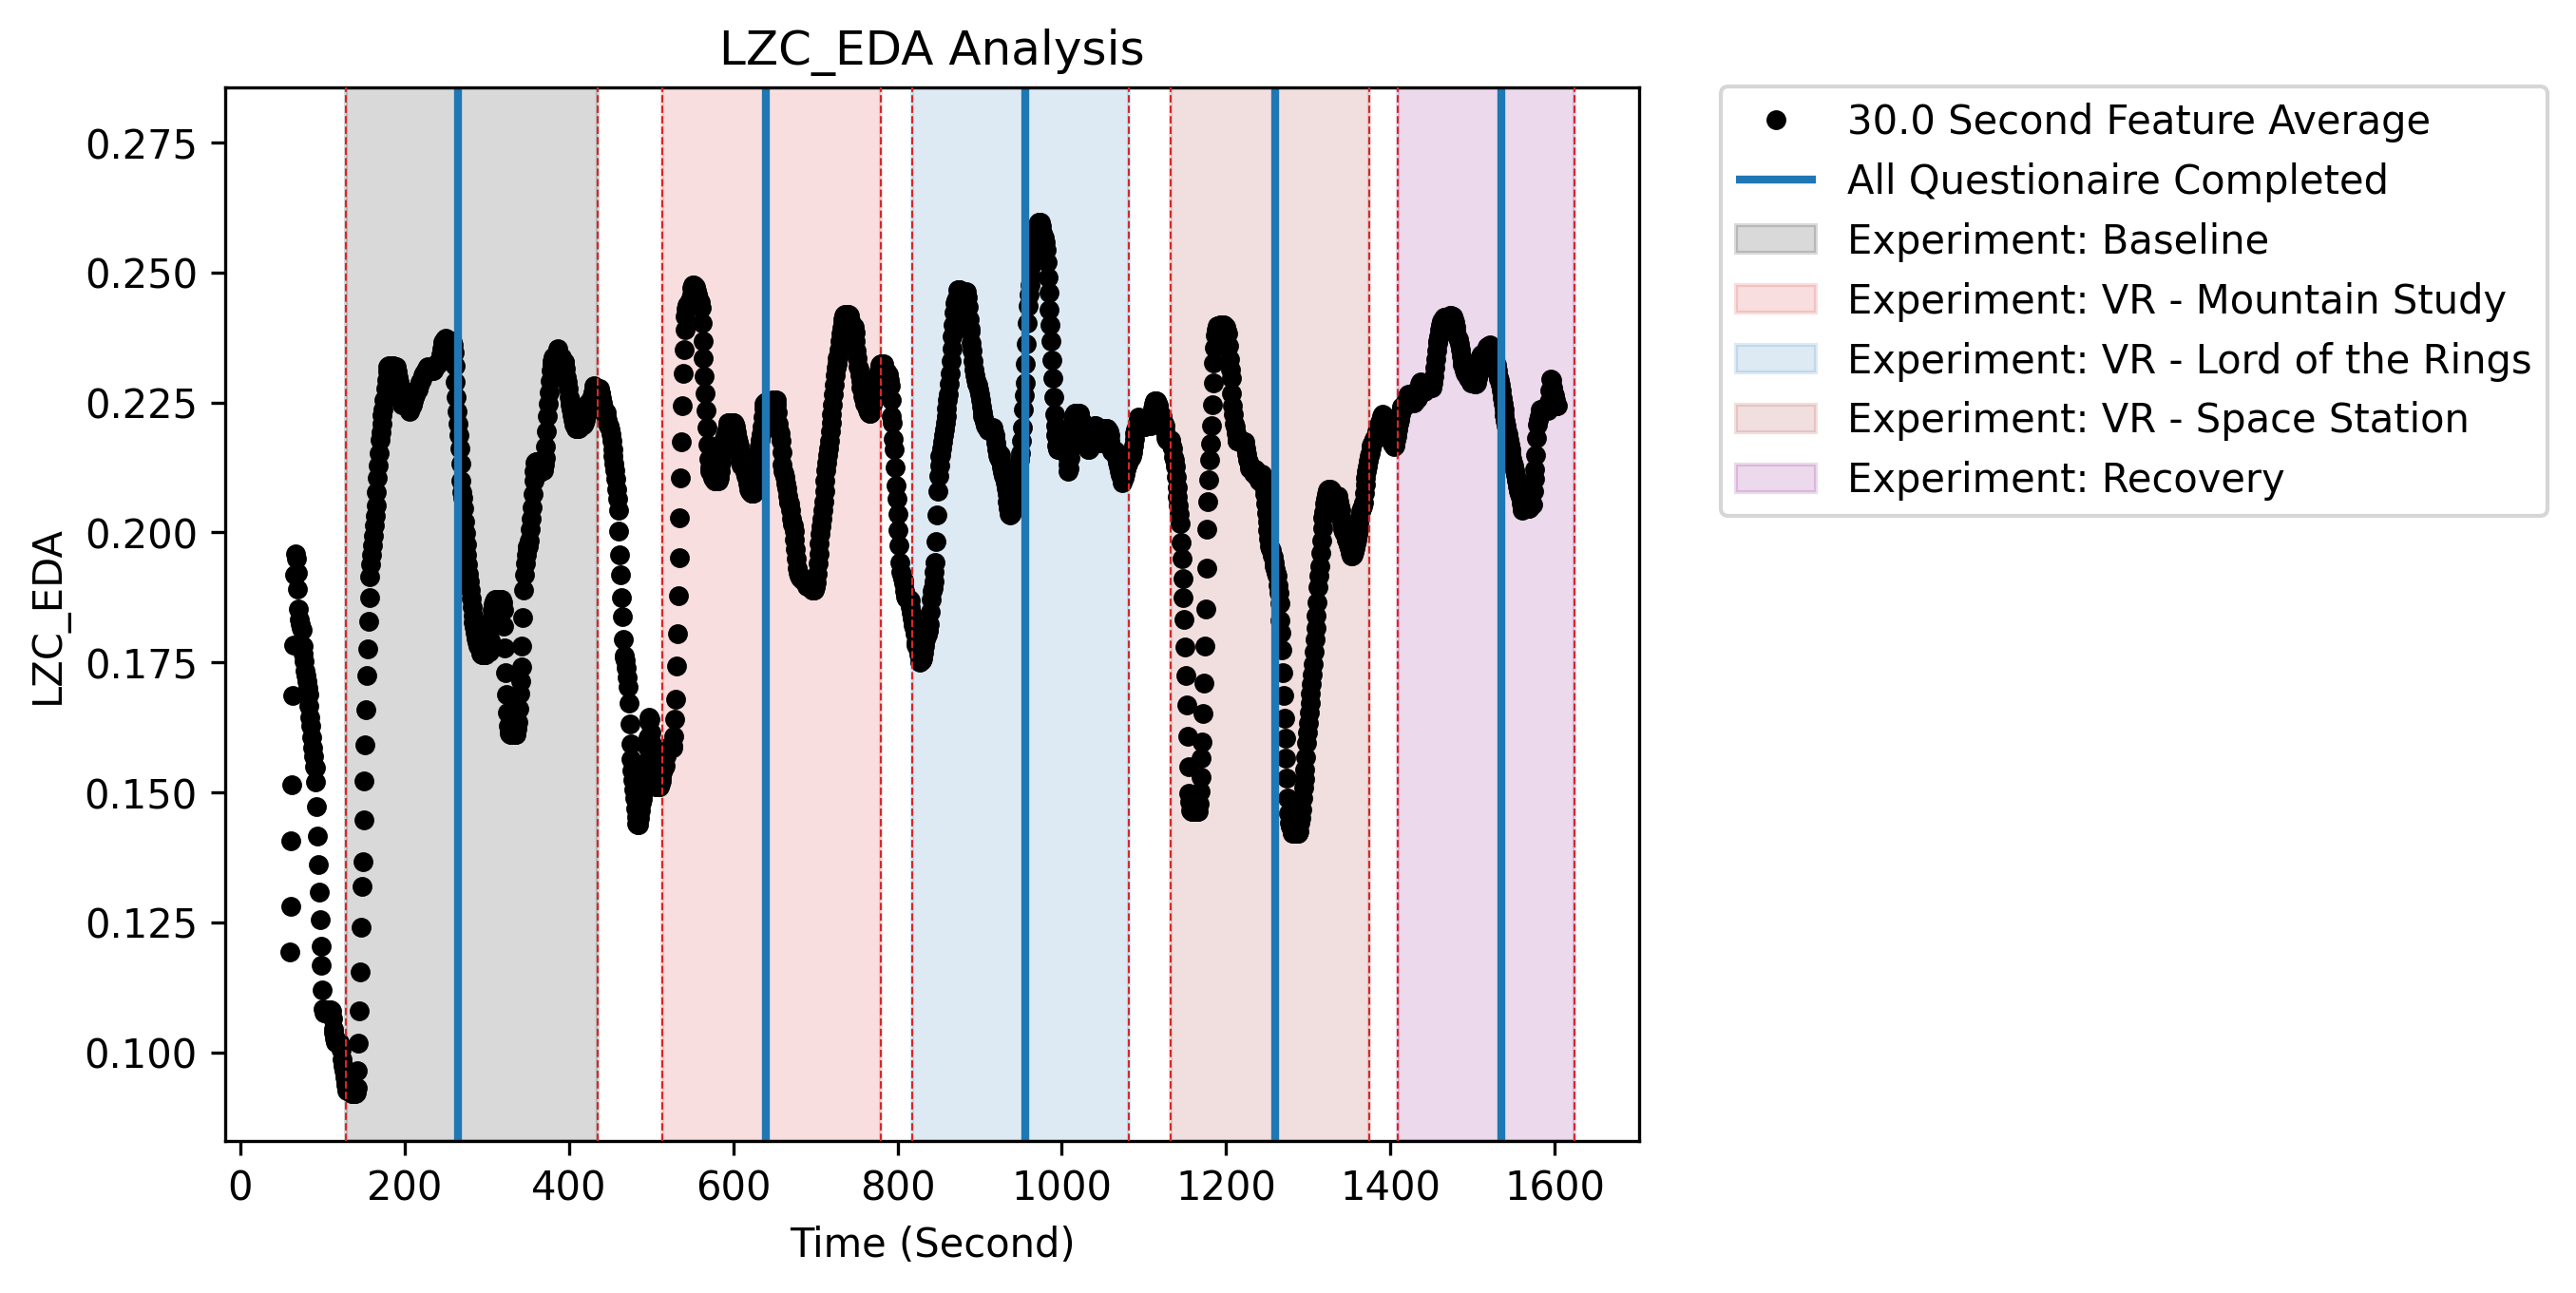 LZC_EDA Analysis
0.275
0.250
0.225
0.200
0.175
0.150
0.125
0.100
LZC_EDA
0
200
400
600
800
1000
1200
1400
1600
Time (Second)
30.0 Second Feature Average
All Questionaire Completed
Experiment: Baseline
Experiment: VR - Mountain Study
Experiment: VR - Lord of the Rings
Experiment: VR - Space Station
Experiment: Recovery